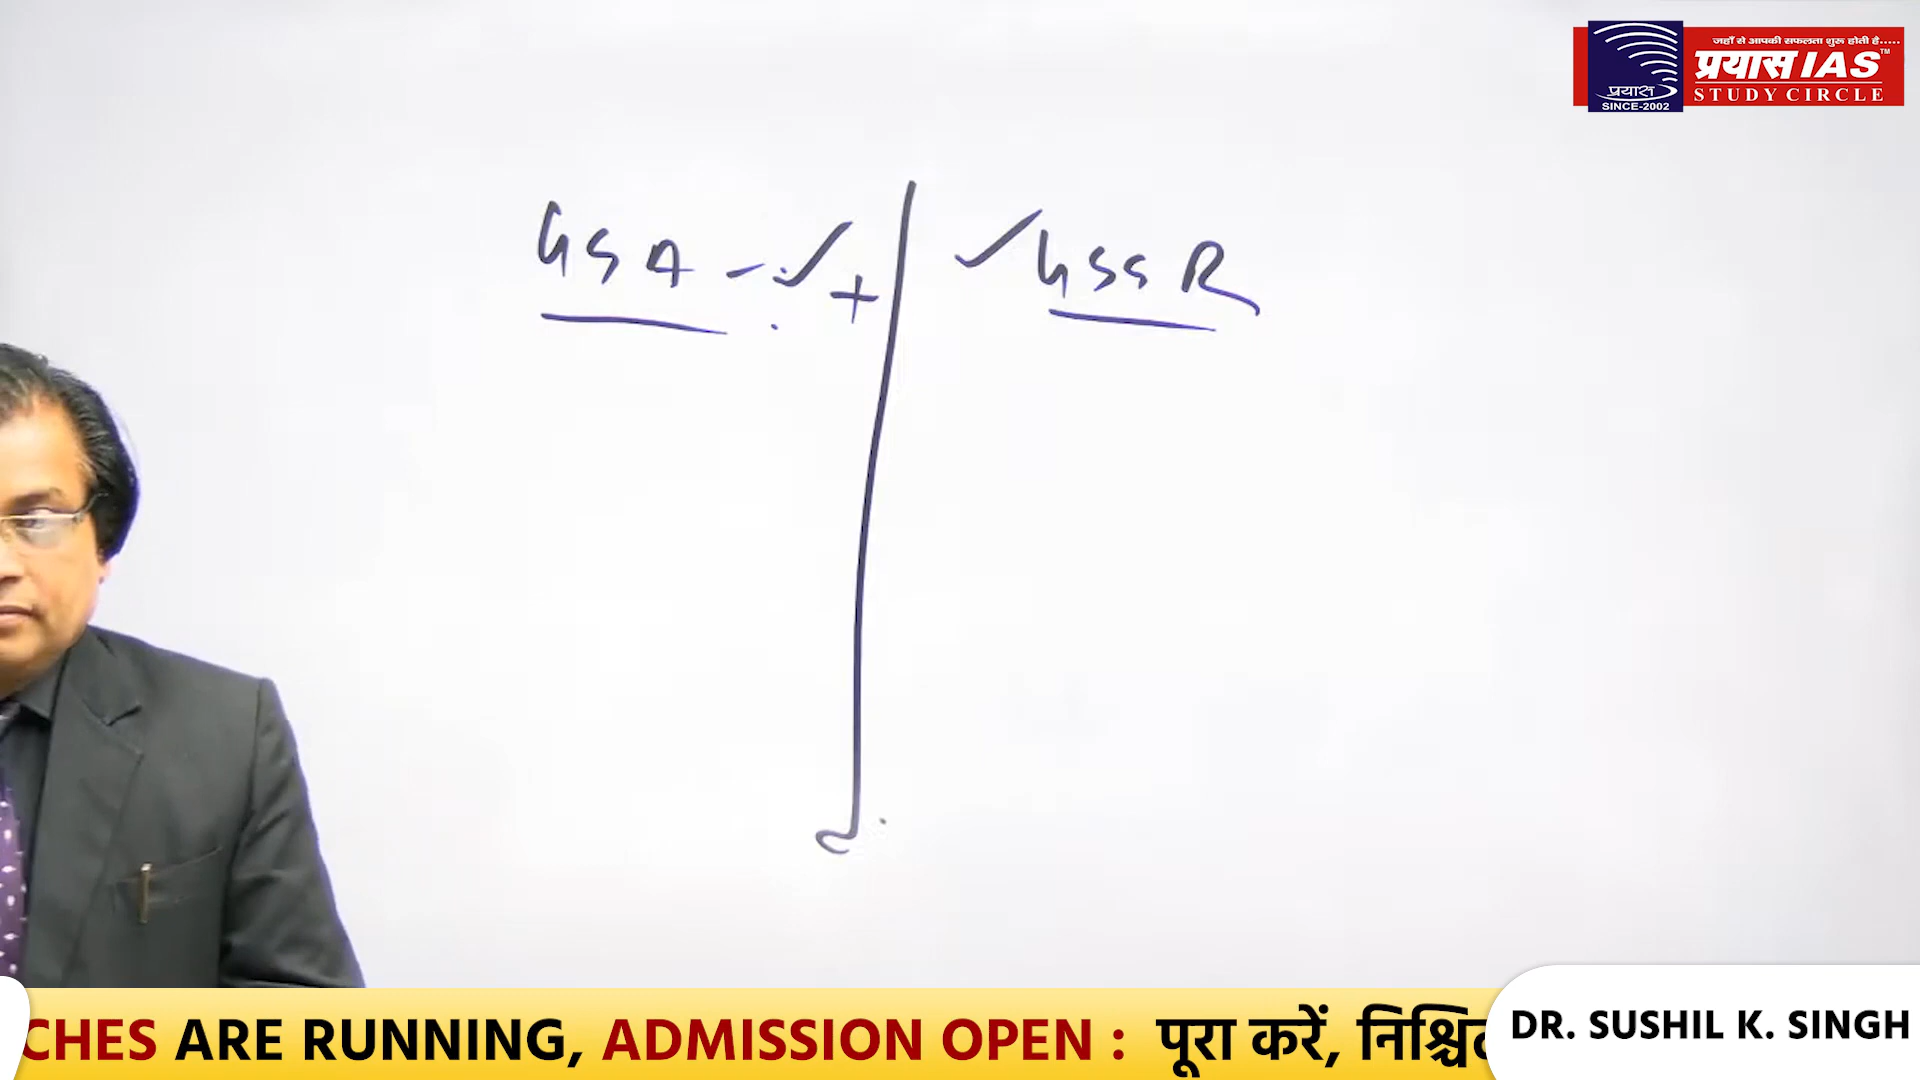 जहाँ से आपकी सफलता शुरू होती है.....
प्रयास IAS™
STUDY CIRCLE
प्रयास
SINCE-2002
USA - ✓ + ✓ USSR
CHES ARE RUNNING, ADMISSION OPEN : पूरा करें,
DR. SUSHIL K. SINGH